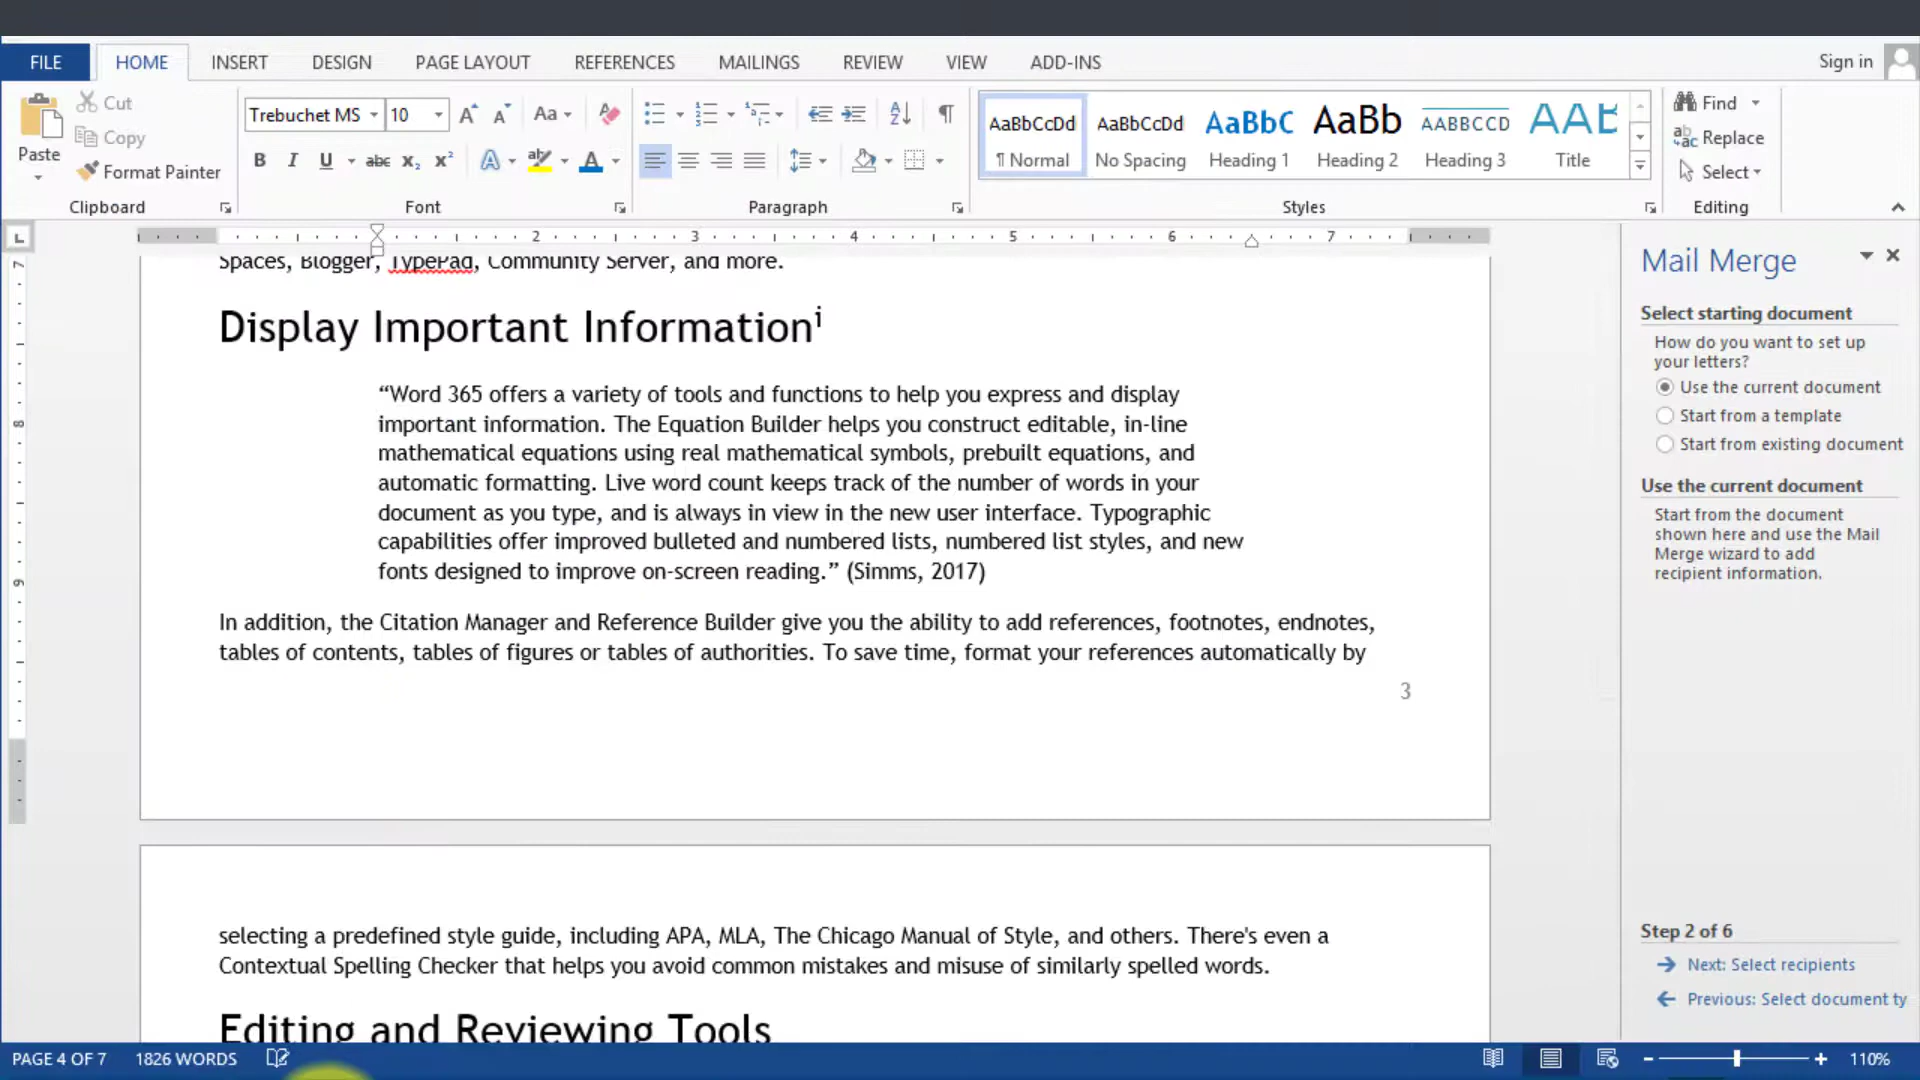 FILE HOME INSERT DESIGN PAGE LAYOUT REFERENCES MAILINGS REVIEW VIEW ADD-INS Sign in
Paste
Cut
Copy
Format Painter
Clipboard
Trebuchet MS 10
Font
Paragraph
AaBbCcDd AaBbCcDd AaBbC AaBb AABBCCD AAE
¶ Normal No Spacing Heading 1 Heading 2 Heading 3 Title
Styles
Find
Replace
Select
Editing
2 3 4 5 6 7
7
8
9
Spaces, Blogger, TypePad, Community Server, and more.
Display Important Informationⁱ
“Word 365 offers a variety of tools and functions to help you express and display
important information. The Equation Builder helps you construct editable, in-line
mathematical equations using real mathematical symbols, prebuilt equations, and
automatic formatting. Live word count keeps track of the number of words in your
document as you type, and is always in view in the new user interface. Typographic
capabilities offer improved bulleted and numbered lists, numbered list styles, and new
fonts designed to improve on-screen reading.” (Simms, 2017)
In addition, the Citation Manager and Reference Builder give you the ability to add references, footnotes, endnotes,
tables of contents, tables of figures or tables of authorities. To save time, format your references automatically by
3
selecting a predefined style guide, including APA, MLA, The Chicago Manual of Style, and others. There's even a
Contextual Spelling Checker that helps you avoid common mistakes and misuse of similarly spelled words.
Editing and Reviewing Tools
Mail Merge
Select starting document
How do you want to set up
your letters?
Use the current document
Start from a template
Start from existing document
Use the current document
Start from the document
shown here and use the Mail
Merge wizard to add
recipient information.
Step 2 of 6
Next: Select recipients
Previous: Select document ty
PAGE 4 OF 7 1826 WORDS 110%